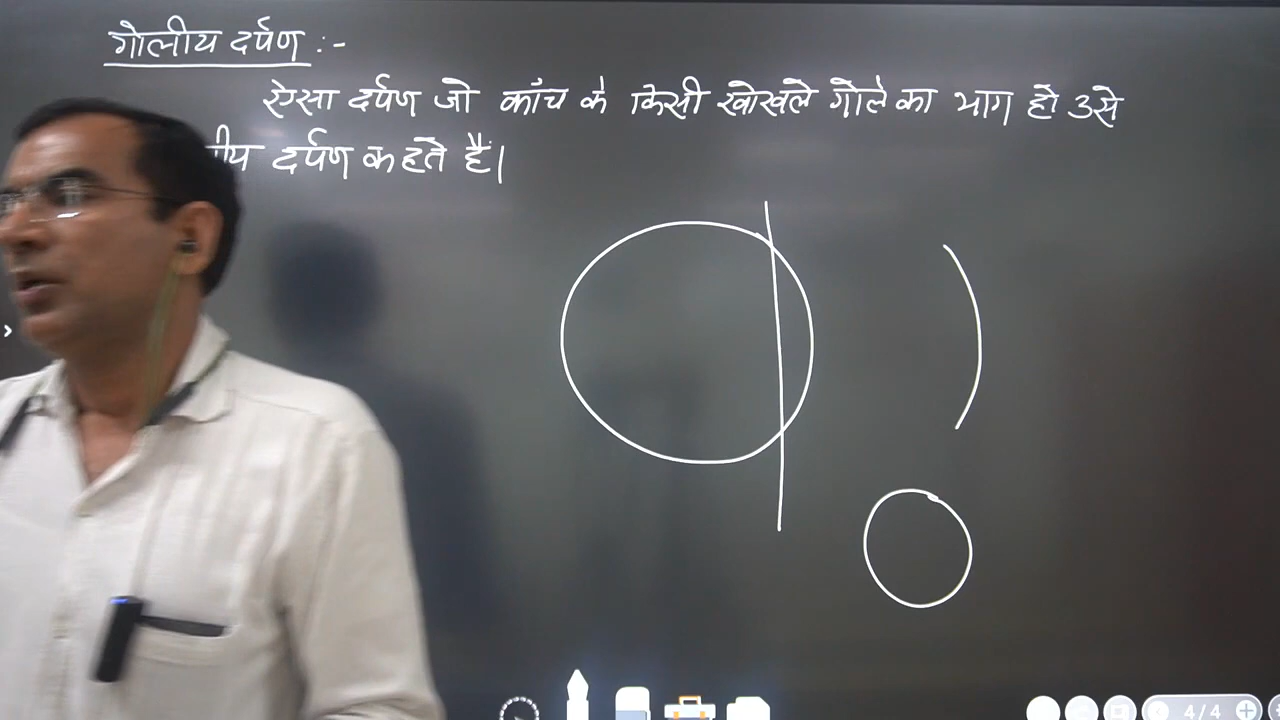 गोलीय दर्पण :-
ऐसा दर्पण जो काँच के किसी खोखले गोले का भाग हो उसे
दर्पण कहते हैं।
4/4